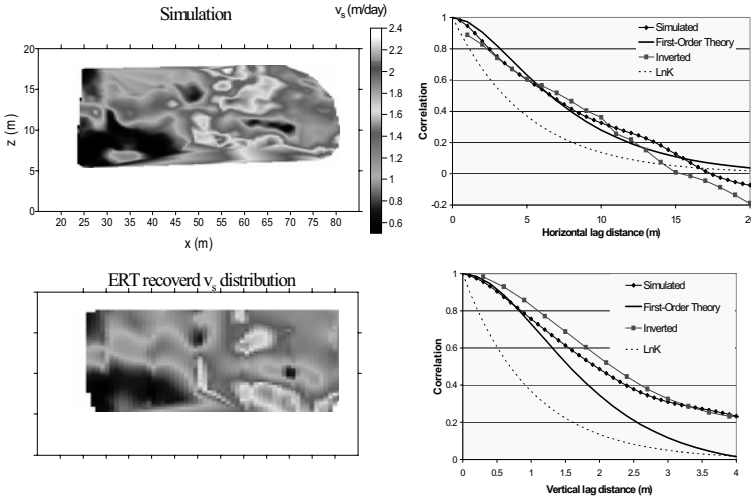 Simulation
v_s (m/day)
20
15
10
5
0
z (m)
20 25 30 35 40 45 50 55 60 65 70 75 80
x (m)
2.4
2.2
2
1.8
1.6
1.4
1.2
1
0.8
0.6
1
0.8
0.6
0.4
0.2
0
-0.2
Correlation
Simulated
First-Order Theory
Inverted
LnK
0 5 10 15 20
Horizontal lag distance (m)
ERT recoverd v_s distribution
1
0.8
0.6
0.4
0.2
0
Correlation
Simulated
First-Order Theory
Inverted
LnK
0 0.5 1 1.5 2 2.5 3 3.5 4
Vertical lag distance (m)